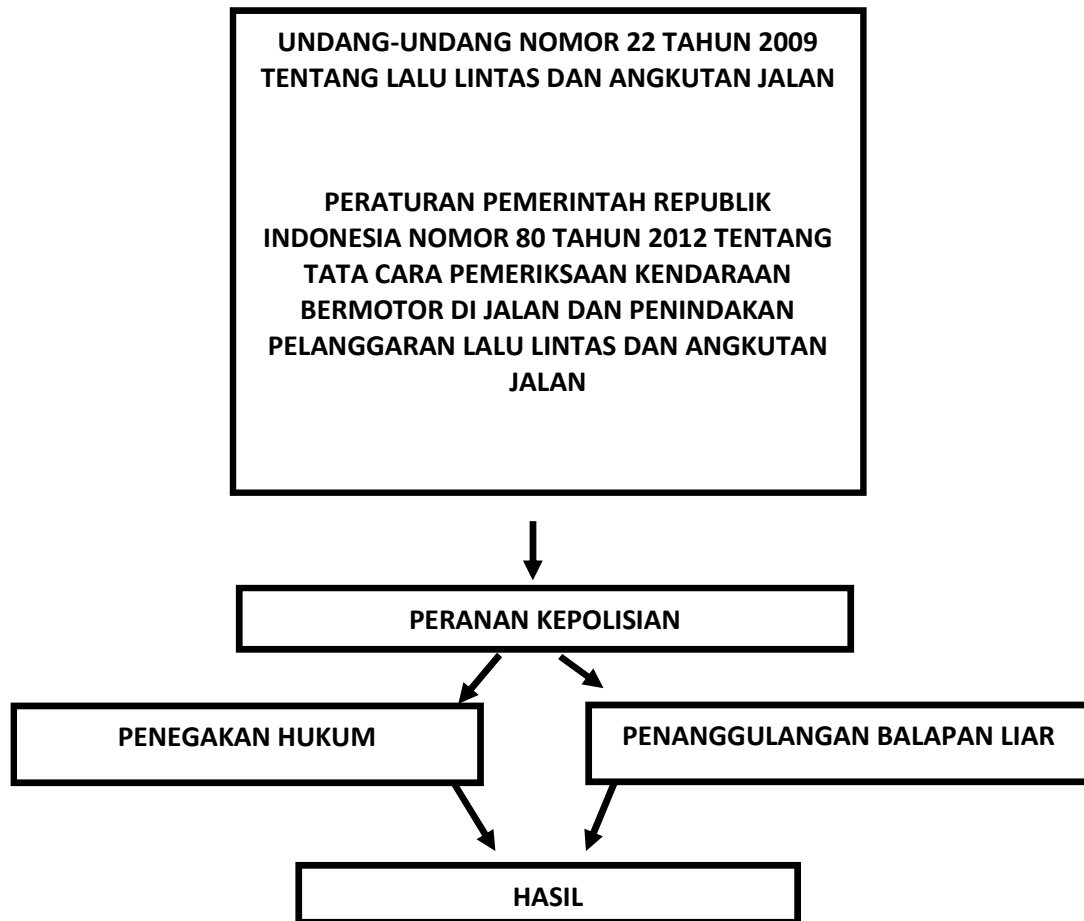 UNDANG-UNDANG NOMOR 22 TAHUN 2009
TENTANG LALU LINTAS DAN ANGKUTAN JALAN
PERATURAN PEMERINTAH REPUBLIK
INDONESIA NOMOR 80 TAHUN 2012 TENTANG
TATA CARA PEMERIKSAAN KENDARAAN
BERMOTOR DI JALAN DAN PENINDAKAN
PELANGGARAN LALU LINTAS DAN ANGKUTAN
JALAN
PERANAN KEPOLISIAN
PENEGAKAN HUKUM
PENANGGULANGAN BALAPAN LIAR
HASIL